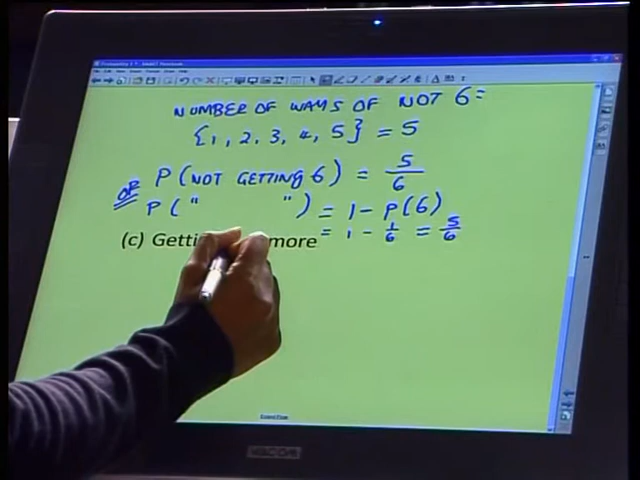 NUMBER OF WAYS OF NOT 6:
{1, 2, 3, 4, 5} = 5
P (NOT GETTING 6) = 5/6
OR P ( " " ) = 1 - P(6)
= 1 - 1/6 = 5/6
(c) Getti more
WACOM